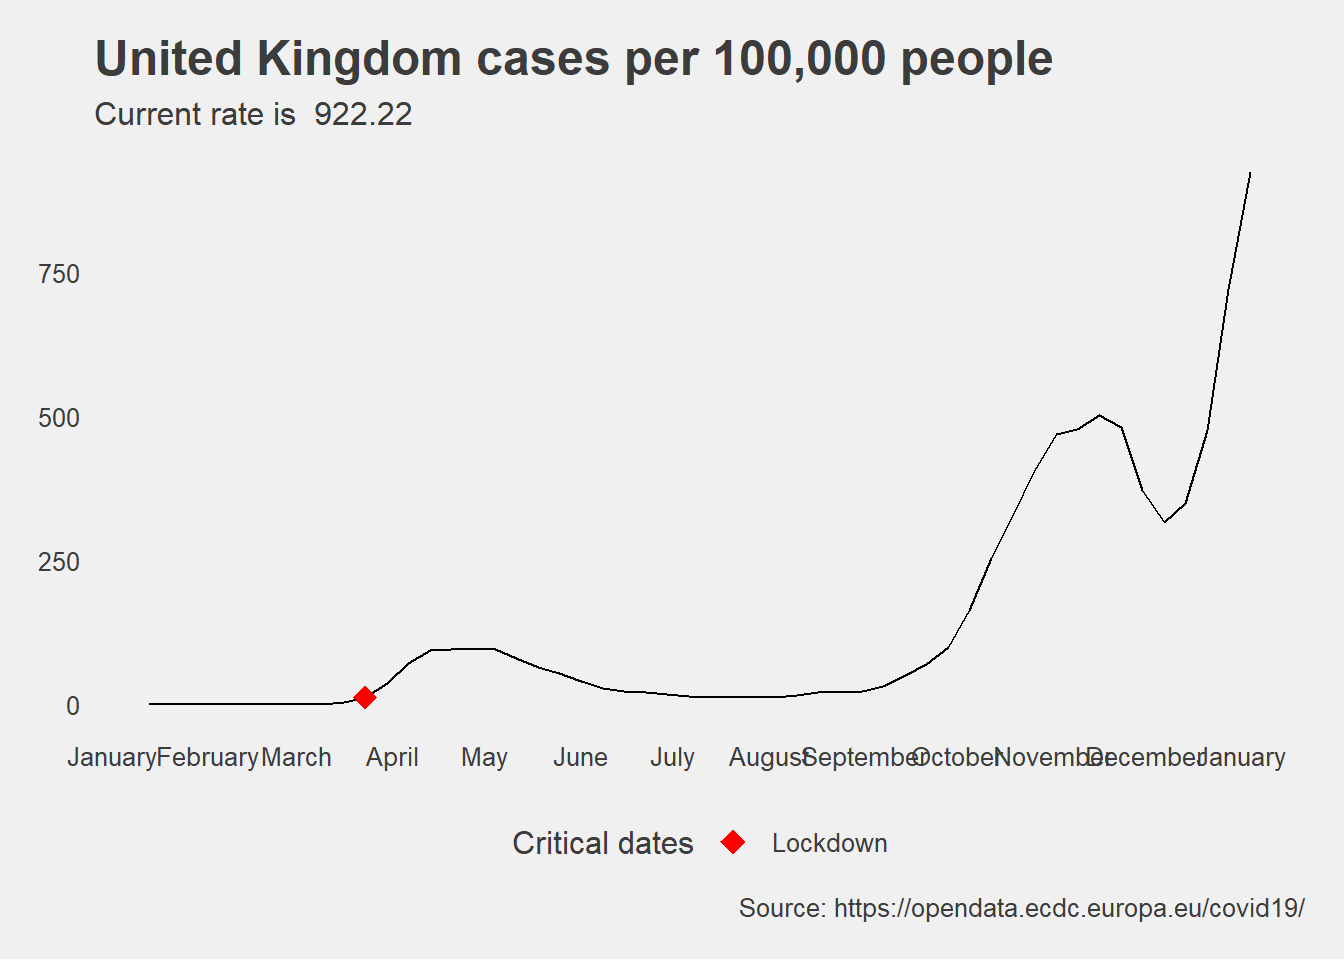 United Kingdom cases per 100,000 people
Current rate is  922.22
750
500
250
0
January February March April May June July August September October November December January
Critical dates Lockdown
Source: https://opendata.ecdc.europa.eu/covid19/